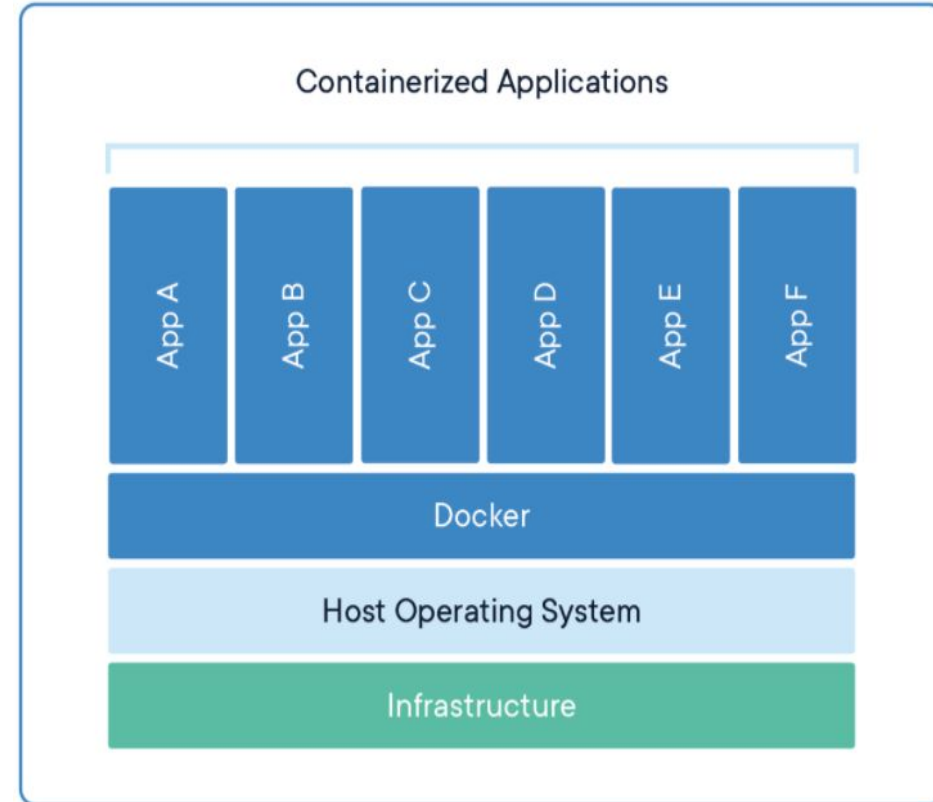 Containerized Applications
App A
App B
App C
App D
App E
App F
Docker
Host Operating System
Infrastructure